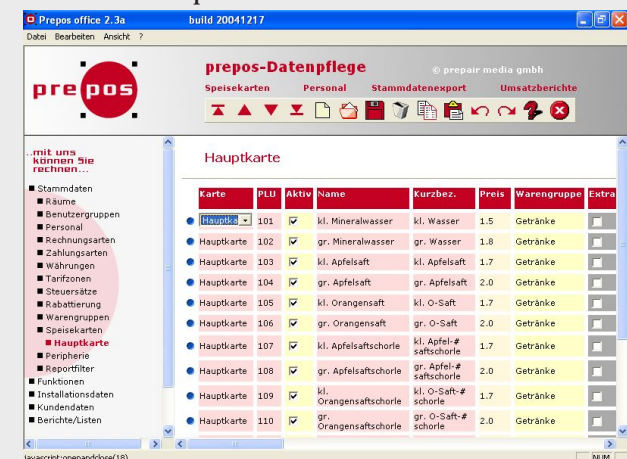 Prepos office 2.3a build 20041217
Datei Bearbeiten Ansicht ?
prepos
prepos-Datenpflege © prepair media gmbh
Speisekarten Personal Stammdatenexport Umsatzberichte
..mit uns
können Sie
rechnen...
Stammdaten
Räume
Benutzergruppen
Personal
Rechnungsarten
Zahlungsarten
Währungen
Tarifzonen
Steuersätze
Rabattierung
Warengruppen
Speisekarten
Hauptkarte
Peripherie
Reportfilter
Funktionen
Installationsdaten
Kundendaten
Berichte/Listen
Hauptkarte
Karte PLU Aktiv Name Kurzbez. Preis Warengruppe Extra
Hauptka 101 kl. Mineralwasser kl. Wasser 1.5 Getränke
Hauptkarte 102 gr. Mineralwasser gr. Wasser 1.8 Getränke
Hauptkarte 103 kl. Apfelsaft kl. Apfelsaft 1.7 Getränke
Hauptkarte 104 gr. Apfelsaft gr. Apfelsaft 2.0 Getränke
Hauptkarte 105 kl. Orangensaft kl. O-Saft 1.7 Getränke
Hauptkarte 106 gr. Orangensaft gr. O-Saft 2.0 Getränke
Hauptkarte 107 kl. Apfelsaftschorle kl. Apfel-#
saftschorle 1.7 Getränke
Hauptkarte 108 gr. Apfelsaftschorle gr. Apfel-#
saftschorle 2.0 Getränke
Hauptkarte 109 kl.
Orangensaftschorle kl. O-Saft-#
schorle 1.7 Getränke
Hauptkarte 110 gr.
Orangensaftschorle gr. O-Saft-#
schorle 2.0 Getränke
javascript:openandclose(18) NUM